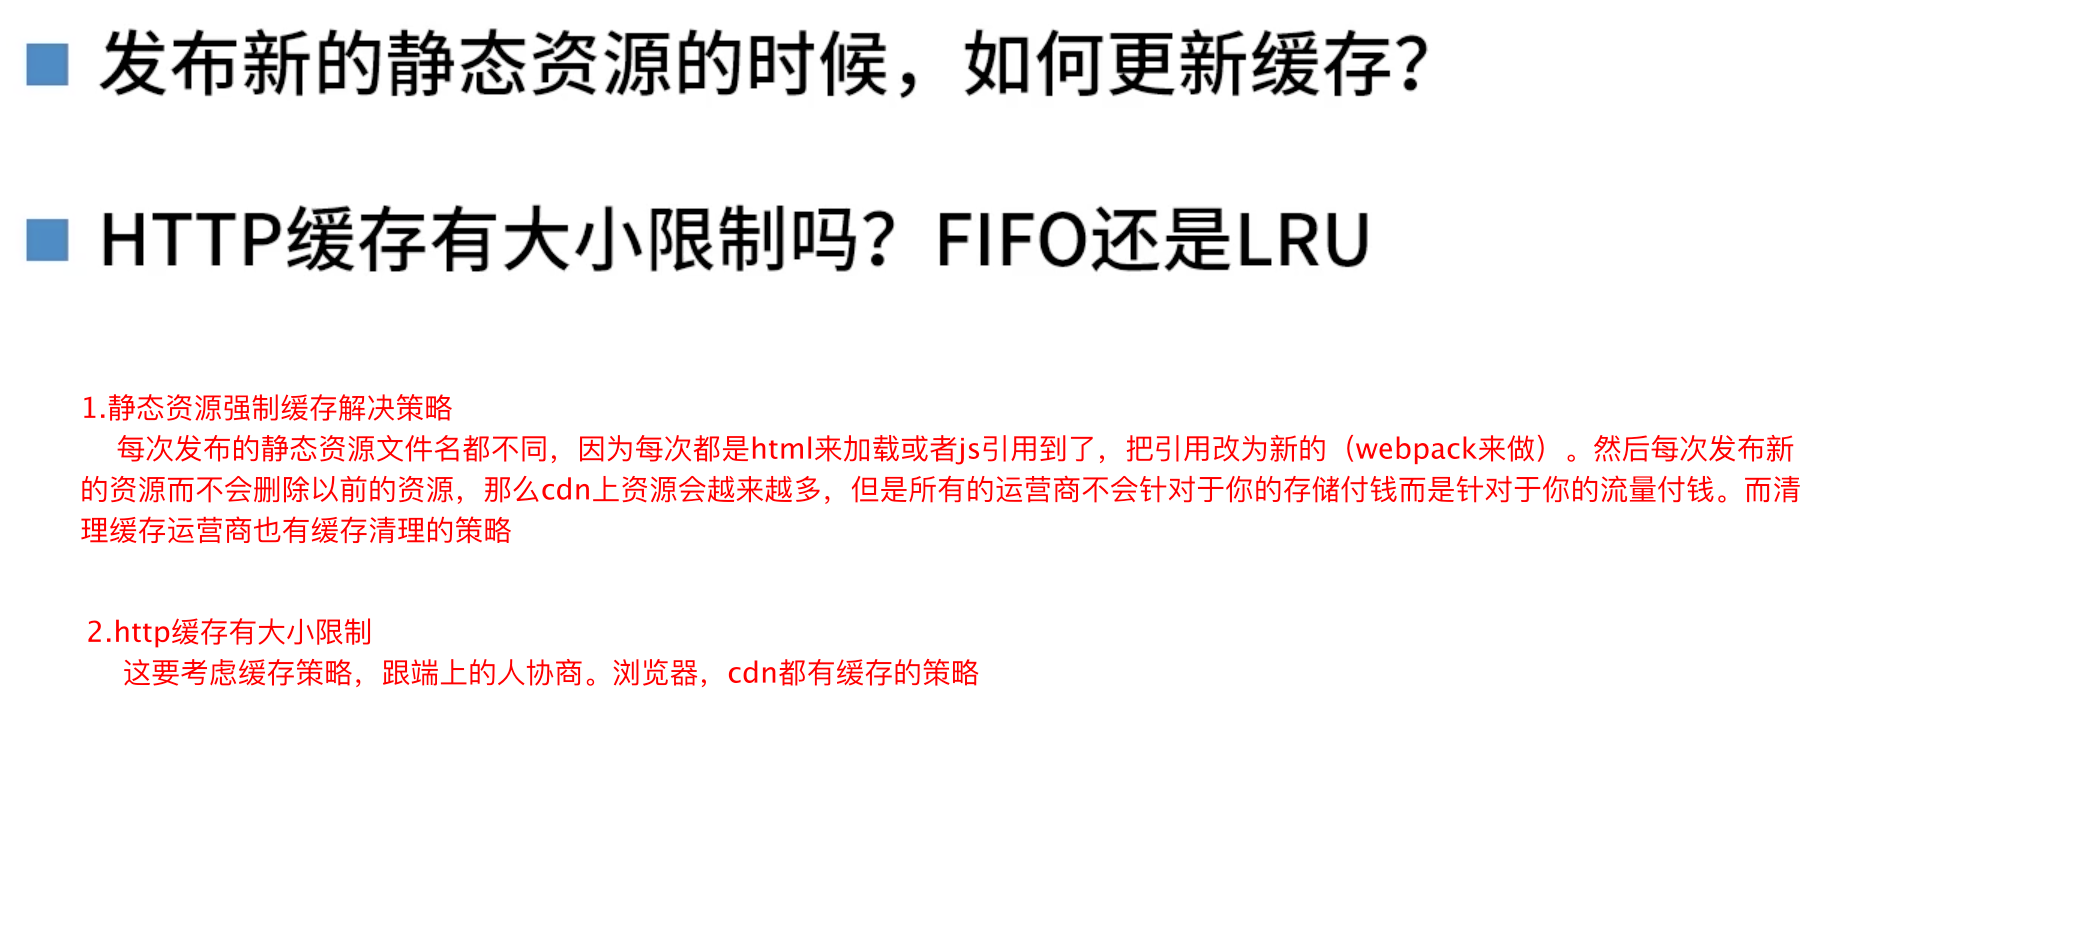 发布新的静态资源的时候，如何更新缓存？
HTTP缓存有大小限制吗？FIFO还是LRU
1.静态资源强制缓存解决策略
每次发布的静态资源文件名都不同，因为每次都是html来加载或者js引用到了，把引用改为新的（webpack来做）。然后每次发布新
的资源而不会删除以前的资源，那么cdn上资源会越来越多，但是所有的运营商不会针对于你的存储付钱而是针对于你的流量付钱。而清
理缓存运营商也有缓存清理的策略
2.http缓存有大小限制
这要考虑缓存策略，跟端上的人协商。浏览器，cdn都有缓存的策略